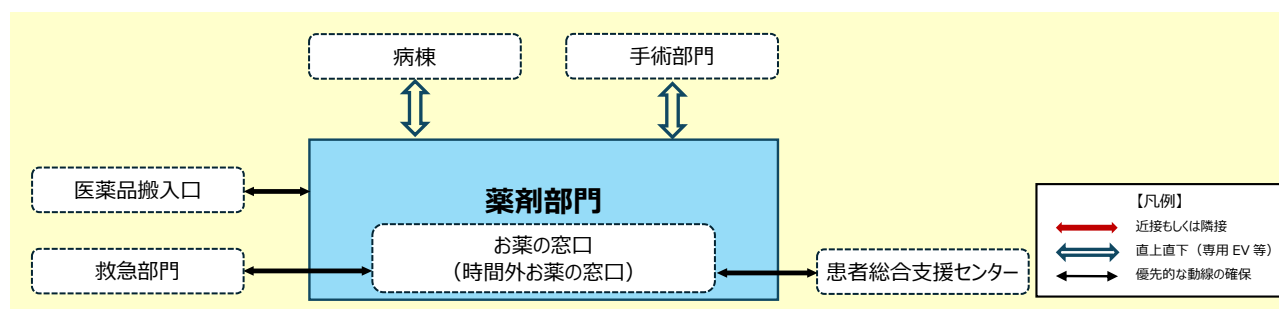 病棟
手術部門
医薬品搬入口
薬剤部門
救急部門
お薬の窓口
（時間外お薬の窓口）
患者総合支援センター
【凡例】
近接もしくは隣接
直上直下（専用 EV 等）
優先的な動線の確保